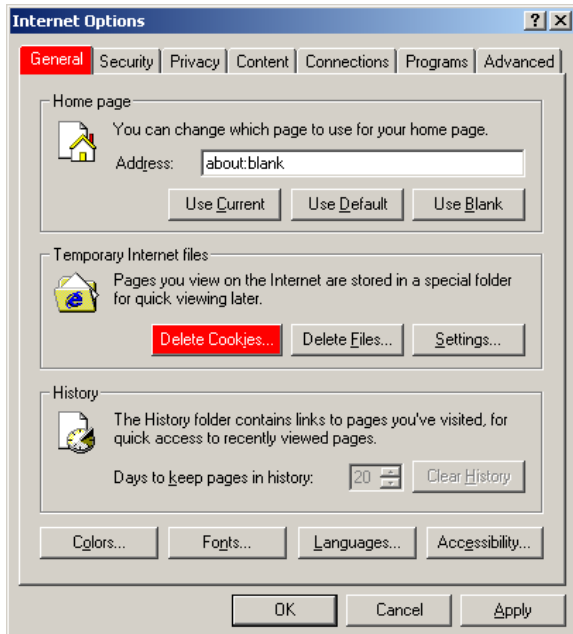 Internet Options
General Security Privacy Content Connections Programs Advanced
Home page
You can change which page to use for your home page.
Address: about:blank
Use Current Use Default Use Blank
Temporary Internet files
Pages you view on the Internet are stored in a special folder
for quick viewing later.
Delete Cookies... Delete Files... Settings...
History
The History folder contains links to pages you've visited, for
quick access to recently viewed pages.
Days to keep pages in history: 20 Clear History
Colors... Fonts... Languages... Accessibility...
OK Cancel Apply